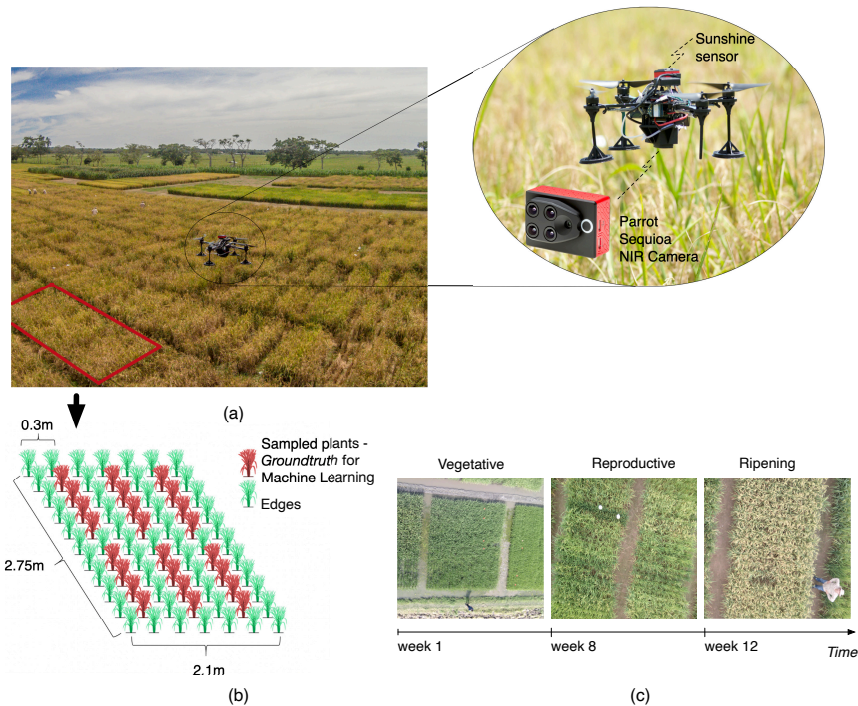 Sunshine
sensor
Parrot
Sequioa
NIR Camera
(a)
0.3m
Sampled plants -
Groundtruth for
Machine Learning
Edges
2.75m
2.1m
(b)
Vegetative
Reproductive
Ripening
week 1
week 8
week 12
Time
(c)